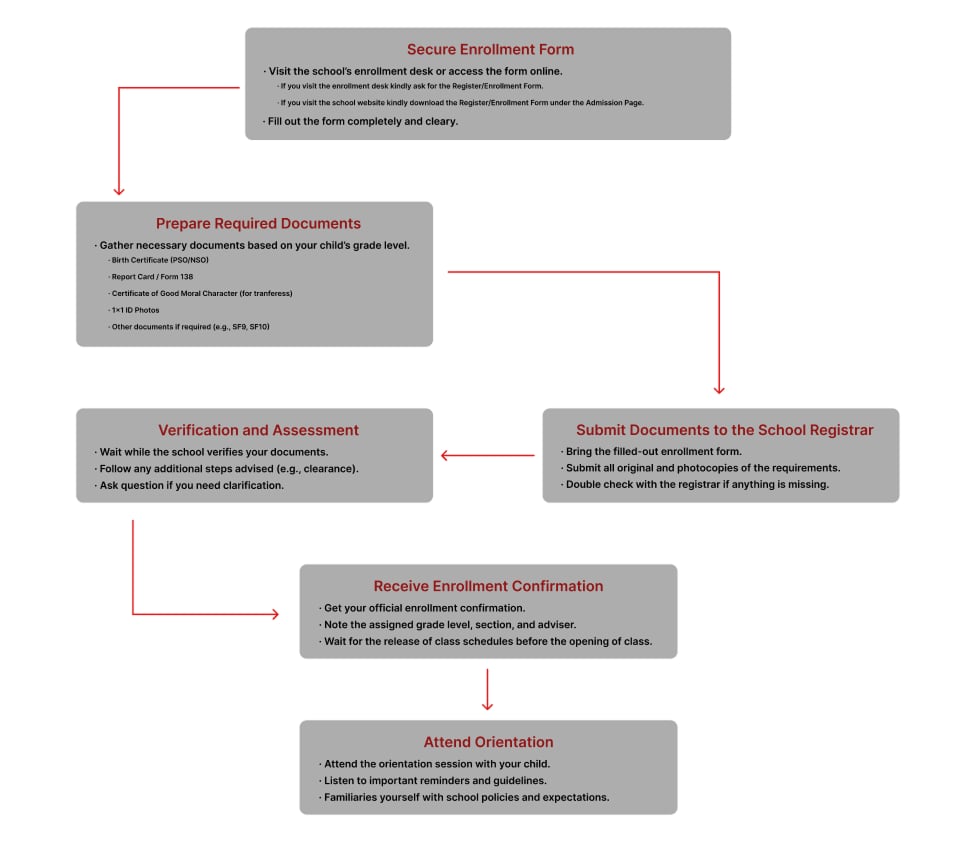 Secure Enrollment Form
· Visit the school's enrollment desk or access the form online.
· If you visit the enrollment desk kindly ask for the Register/Enrollment Form.
· If you visit the school website kindly download the Register/Enrollment Form under the Admission Page.
· Fill out the form completely and cleary.
Prepare Required Documents
· Gather necessary documents based on your child's grade level.
· Birth Certificate (PSO/NSO)
· Report Card / Form 138
· Certificate of Good Moral Character (for tranferess)
· 1×1 ID Photos
· Other documents if required (e.g., SF9, SF10)
Submit Documents to the School Registrar
· Bring the filled-out enrollment form.
· Submit all original and photocopies of the requirements.
· Double check with the registrar if anything is missing.
Verification and Assessment
· Wait while the school verifies your documents.
· Follow any additional steps advised (e.g., clearance).
· Ask question if you need clarification.
Receive Enrollment Confirmation
· Get your official enrollment confirmation.
· Note the assigned grade level, section, and adviser.
· Wait for the release of class schedules before the opening of class.
Attend Orientation
· Attend the orientation session with your child.
· Listen to important reminders and guidelines.
· Familiaries yourself with school policies and expectations.